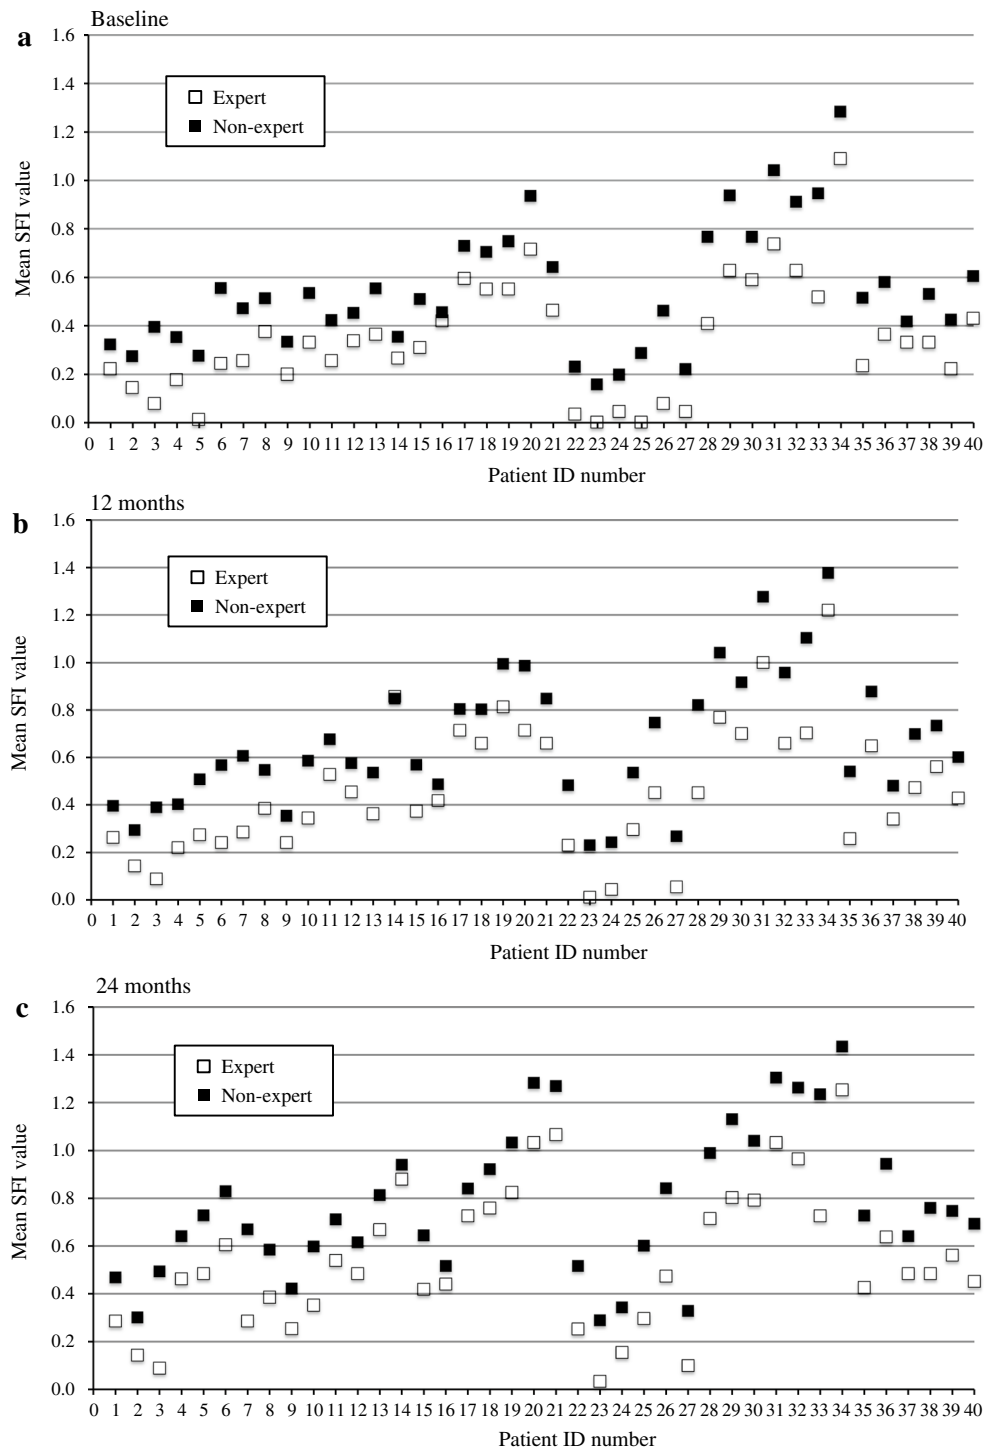 a
Baseline
1.6
1.4
1.2
1.0
0.8
0.6
0.4
0.2
0.0
Mean SFI value
Expert
Non-expert
0 1 2 3 4 5 6 7 8 9 10 11 12 13 14 15 16 17 18 19 20 21 22 23 24 25 26 27 28 29 30 31 32 33 34 35 36 37 38 39 40
Patient ID number
b
12 months
1.6
1.4
1.2
1.0
0.8
0.6
0.4
0.2
0.0
Mean SFI value
Expert
Non-expert
0 1 2 3 4 5 6 7 8 9 10 11 12 13 14 15 16 17 18 19 20 21 22 23 24 25 26 27 28 29 30 31 32 33 34 35 36 37 38 39 40
Patient ID number
c
24 months
1.6
1.4
1.2
1.0
0.8
0.6
0.4
0.2
0.0
Mean SFI value
Expert
Non-expert
0 1 2 3 4 5 6 7 8 9 10 11 12 13 14 15 16 17 18 19 20 21 22 23 24 25 26 27 28 29 30 31 32 33 34 35 36 37 38 39 40
Patient ID number